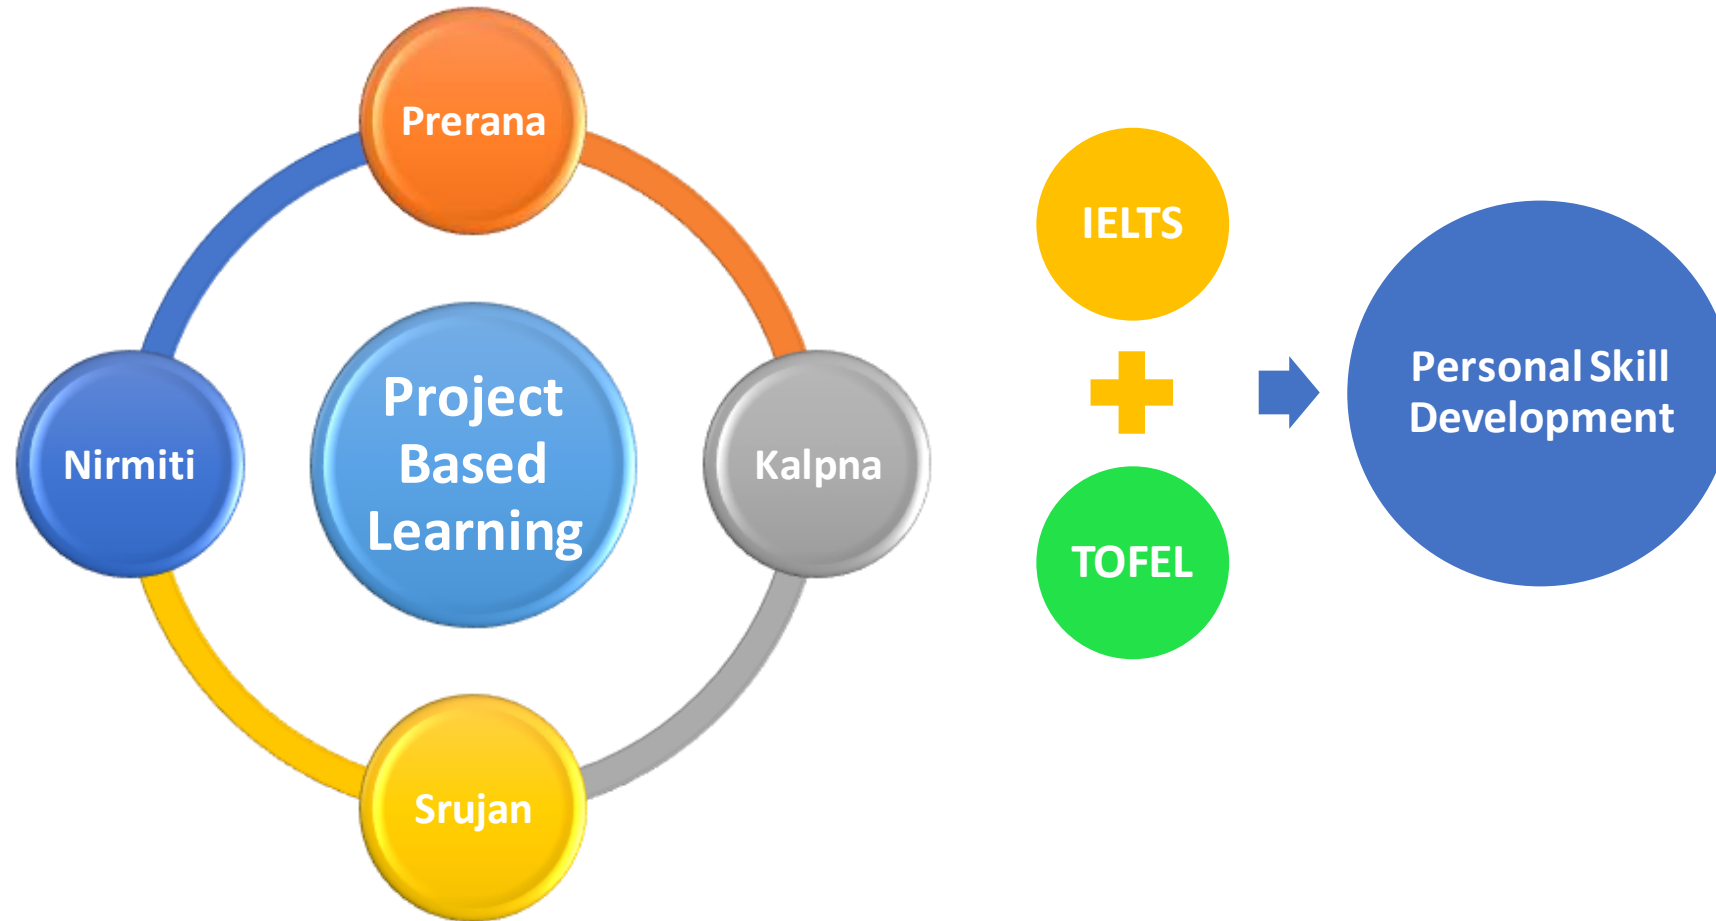 Prerana
Project
Based
Learning
Nirmiti
Kalpna
Srujan
IELTS
TOFEL
Personal Skill
Development